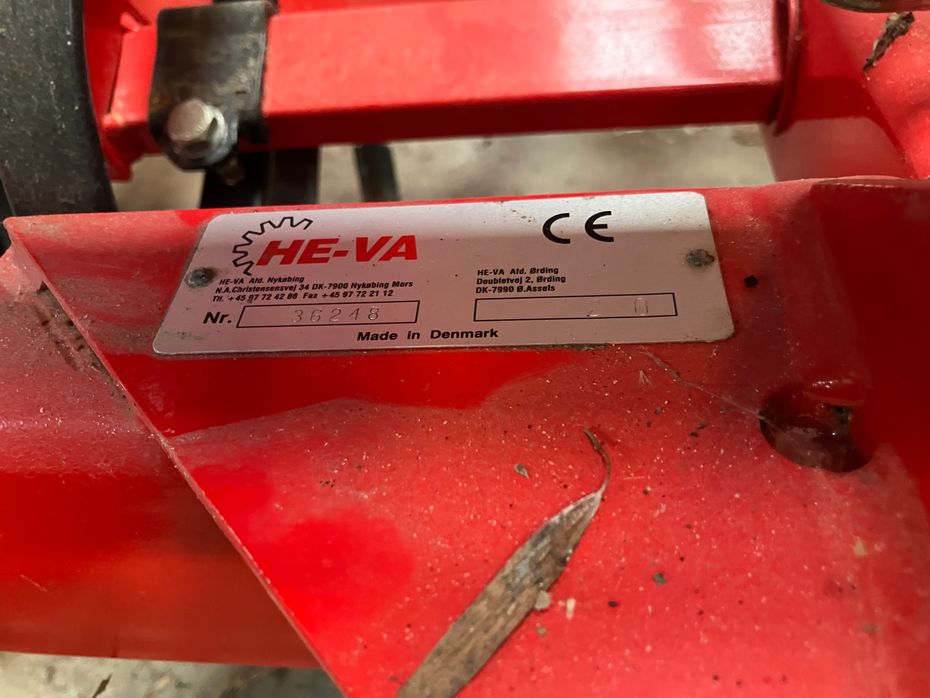 HE-VA
CE
HE-VA Afd. Nykøbing
N.A.Christensensvej 34 DK-7900 Nykøbing Mors
Tlf. +45 97 72 42 88 Fax +45 97 72 21 12
HE-VA Afd. Ørding
Doubletvej 2, Ørding
DK-7990 Ø.Assels
Nr. 36248
Made in Denmark